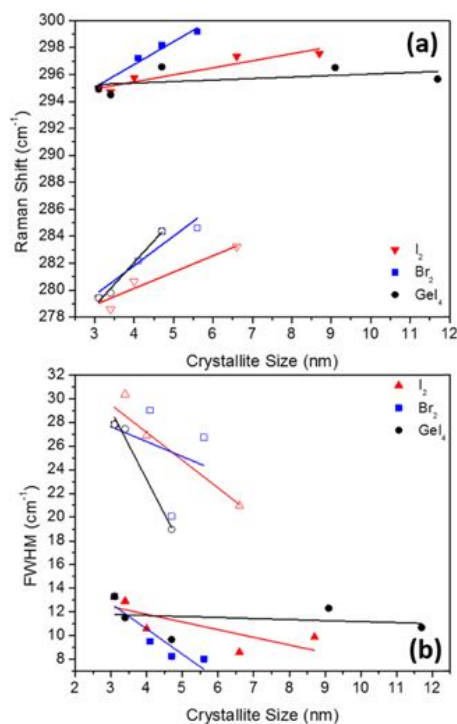 (a)
300
298
296
294
292
290
288
286
284
282
280
278
276
Raman Shift (cm⁻¹)
2 3 4 5 6 7 8 9 10 11 12
Crystallite Size (nm)
I₂
Br₂
GeI₄
32
30
28
26
24
22
20
18
16
14
12
10
8
FWHM (cm⁻¹)
I₂
Br₂
GeI₄
(b)
2 3 4 5 6 7 8 9 10 11 12
Crystallite Size (nm)